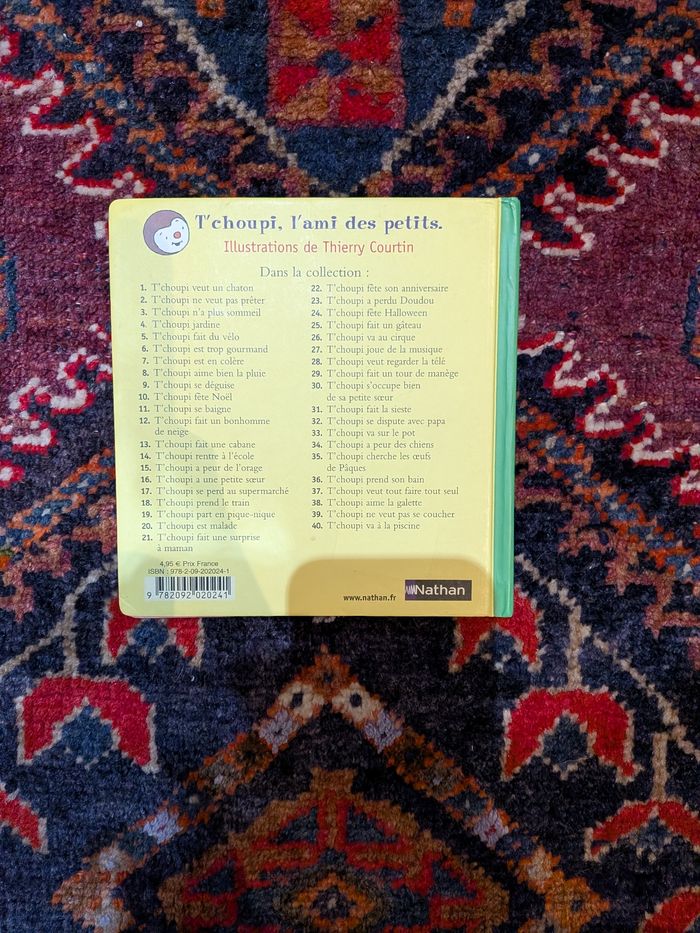 T'choupi, l'ami des petits.
Illustrations de Thierry Courtin
Dans la collection :
1. T'choupi veut un chaton
2. T'choupi ne veut pas prêter
3. T'choupi n'a plus sommeil
4. T'choupi jardine
5. T'choupi fait du vélo
6. T'choupi est trop gourmand
7. T'choupi est en colère
8. T'choupi aime bien la pluie
9. T'choupi se déguise
10. T'choupi fête Noël
11. T'choupi se baigne
12. T'choupi fait un bonhomme
de neige
13. T'choupi fait une cabane
14. T'choupi rentre à l'école
15. T'choupi a peur de l'orage
16. T'choupi a une petite sœur
17. T'choupi se perd au supermarché
18. T'choupi prend le train
19. T'choupi part en pique-nique
20. T'choupi est malade
21. T'choupi fait une surprise
à maman
22. T'choupi fête son anniversaire
23. T'choupi a perdu Doudou
24. T'choupi fête Halloween
25. T'choupi fait un gâteau
26. T'choupi va au cirque
27. T'choupi joue de la musique
28. T'choupi veut regarder la télé
29. T'choupi fait un tour de manège
30. T'choupi s'occupe bien
de sa petite sœur
31. T'choupi fait la sieste
32. T'choupi se dispute avec papa
33. T'choupi va sur le pot
34. T'choupi a peur des chiens
35. T'choupi cherche les œufs
de Pâques
36. T'choupi prend son bain
37. T'choupi veut tout faire tout seul
38. T'choupi aime la galette
39. T'choupi ne veut pas se coucher
40. T'choupi va à la piscine
4,95 € Prix France
ISBN : 978-2-09-202024-1
9 782092 020241
www.nathan.fr
Nathan